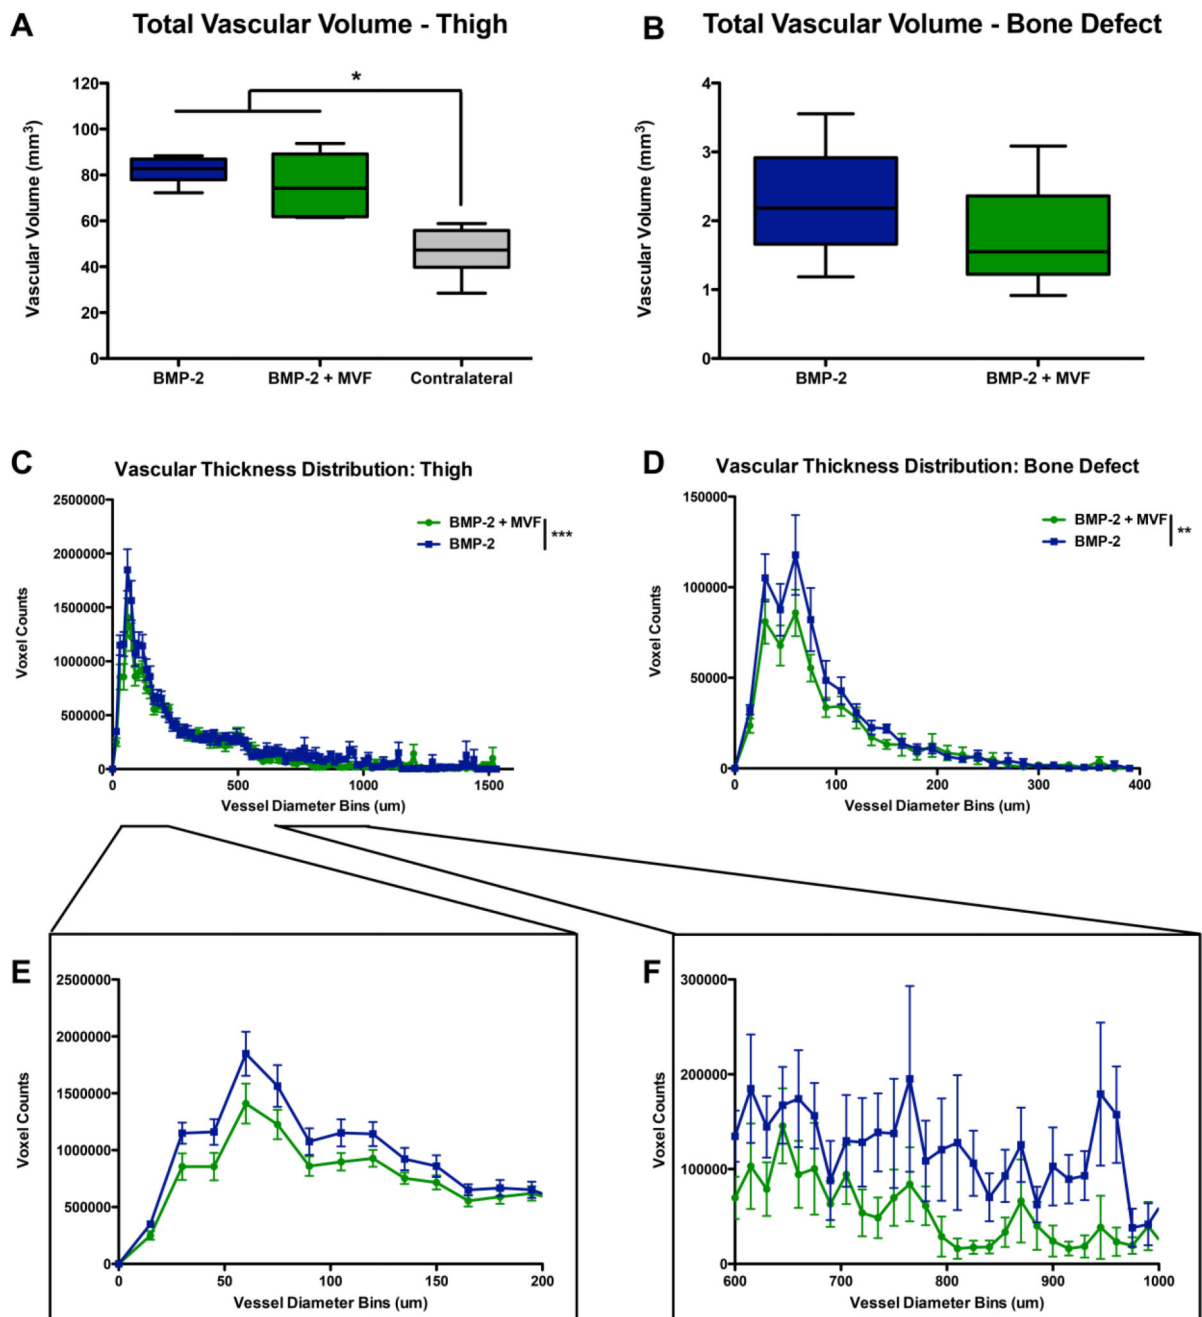 A Total Vascular Volume - Thigh
*
120
100
80
60
40
20
0
Vascular Volume (mm³)
BMP-2 BMP-2 + MVF Contralateral
B Total Vascular Volume - Bone Defect
4
3
2
1
0
Vascular Volume (mm³)
BMP-2 BMP-2 + MVF
C Vascular Thickness Distribution: Thigh
2500000
2000000
1500000
1000000
500000
0
Voxel Counts
BMP-2 + MVF
BMP-2
***
0 500 1000 1500
Vessel Diameter Bins (um)
D Vascular Thickness Distribution: Bone Defect
150000
100000
50000
0
Voxel Counts
BMP-2 + MVF
BMP-2
**
0 100 200 300 400
Vessel Diameter Bins (um)
E
2500000
2000000
1500000
1000000
500000
0
Voxel Counts
0 50 100 150 200
Vessel Diameter Bins (um)
F
300000
200000
100000
0
Voxel Counts
600 700 800 900 1000
Vessel Diameter Bins (um)